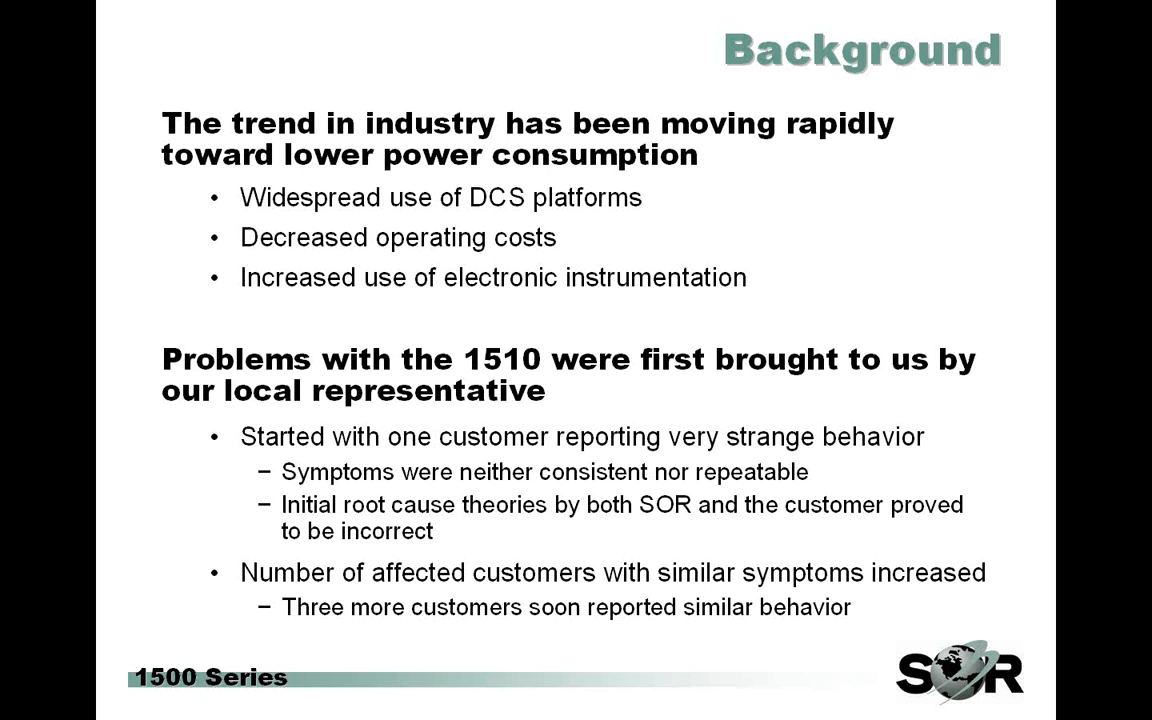 Background
The trend in industry has been moving rapidly
toward lower power consumption
• Widespread use of DCS platforms
• Decreased operating costs
• Increased use of electronic instrumentation
Problems with the 1510 were first brought to us by
our local representative
• Started with one customer reporting very strange behavior
– Symptoms were neither consistent nor repeatable
– Initial root cause theories by both SOR and the customer proved
to be incorrect
• Number of affected customers with similar symptoms increased
– Three more customers soon reported similar behavior
1500 Series
SOR